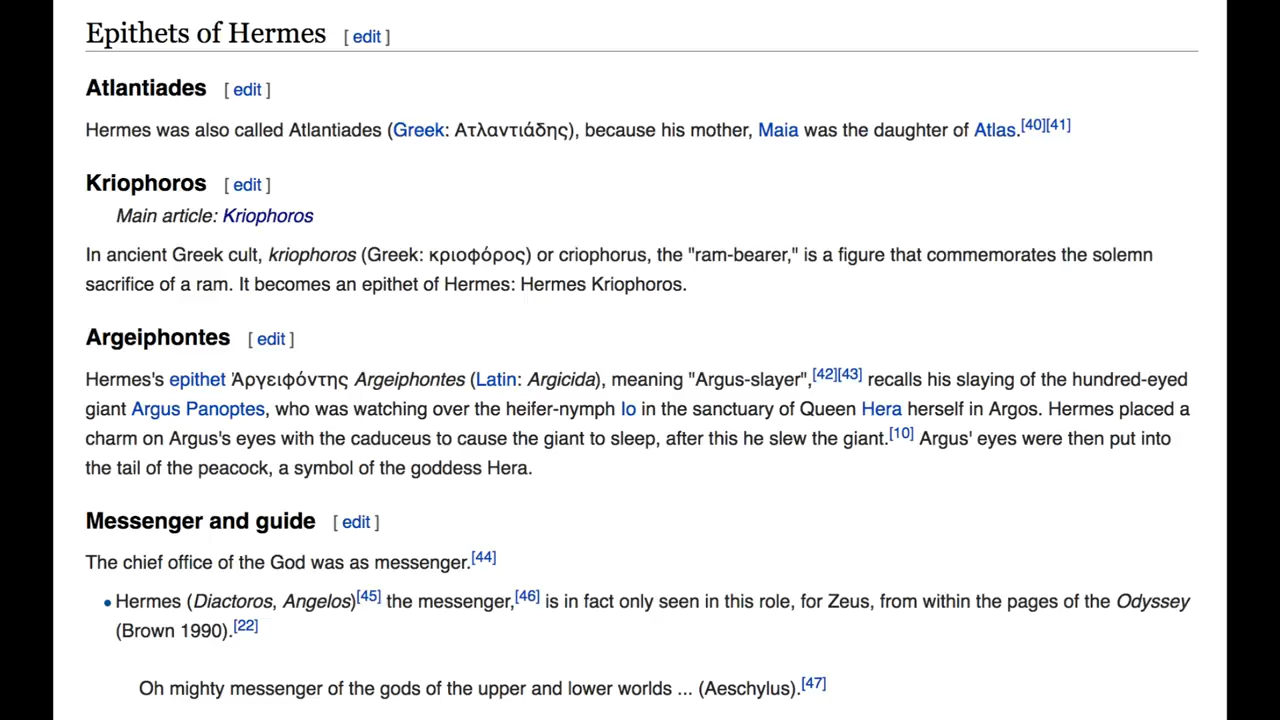 Epithets of Hermes [ edit ]
Atlantiades [ edit ]
Hermes was also called Atlantiades (Greek: Ατλαντιάδης), because his mother, Maia was the daughter of Atlas.[40][41]
Kriophoros [ edit ]
Main article: Kriophoros
In ancient Greek cult, kriophoros (Greek: κριοφόρος) or criophorus, the "ram-bearer," is a figure that commemorates the solemn
sacrifice of a ram. It becomes an epithet of Hermes: Hermes Kriophoros.
Argeiphontes [ edit ]
Hermes's epithet Ἀργειφόντης Argeiphontes (Latin: Argicida), meaning "Argus-slayer",[42][43] recalls his slaying of the hundred-eyed
giant Argus Panoptes, who was watching over the heifer-nymph Io in the sanctuary of Queen Hera herself in Argos. Hermes placed a
charm on Argus's eyes with the caduceus to cause the giant to sleep, after this he slew the giant.[10] Argus' eyes were then put into
the tail of the peacock, a symbol of the goddess Hera.
Messenger and guide [ edit ]
The chief office of the God was as messenger.[44]
• Hermes (Diactoros, Angelos)[45] the messenger,[46] is in fact only seen in this role, for Zeus, from within the pages of the Odyssey
(Brown 1990).[22]
Oh mighty messenger of the gods of the upper and lower worlds ... (Aeschylus).[47]